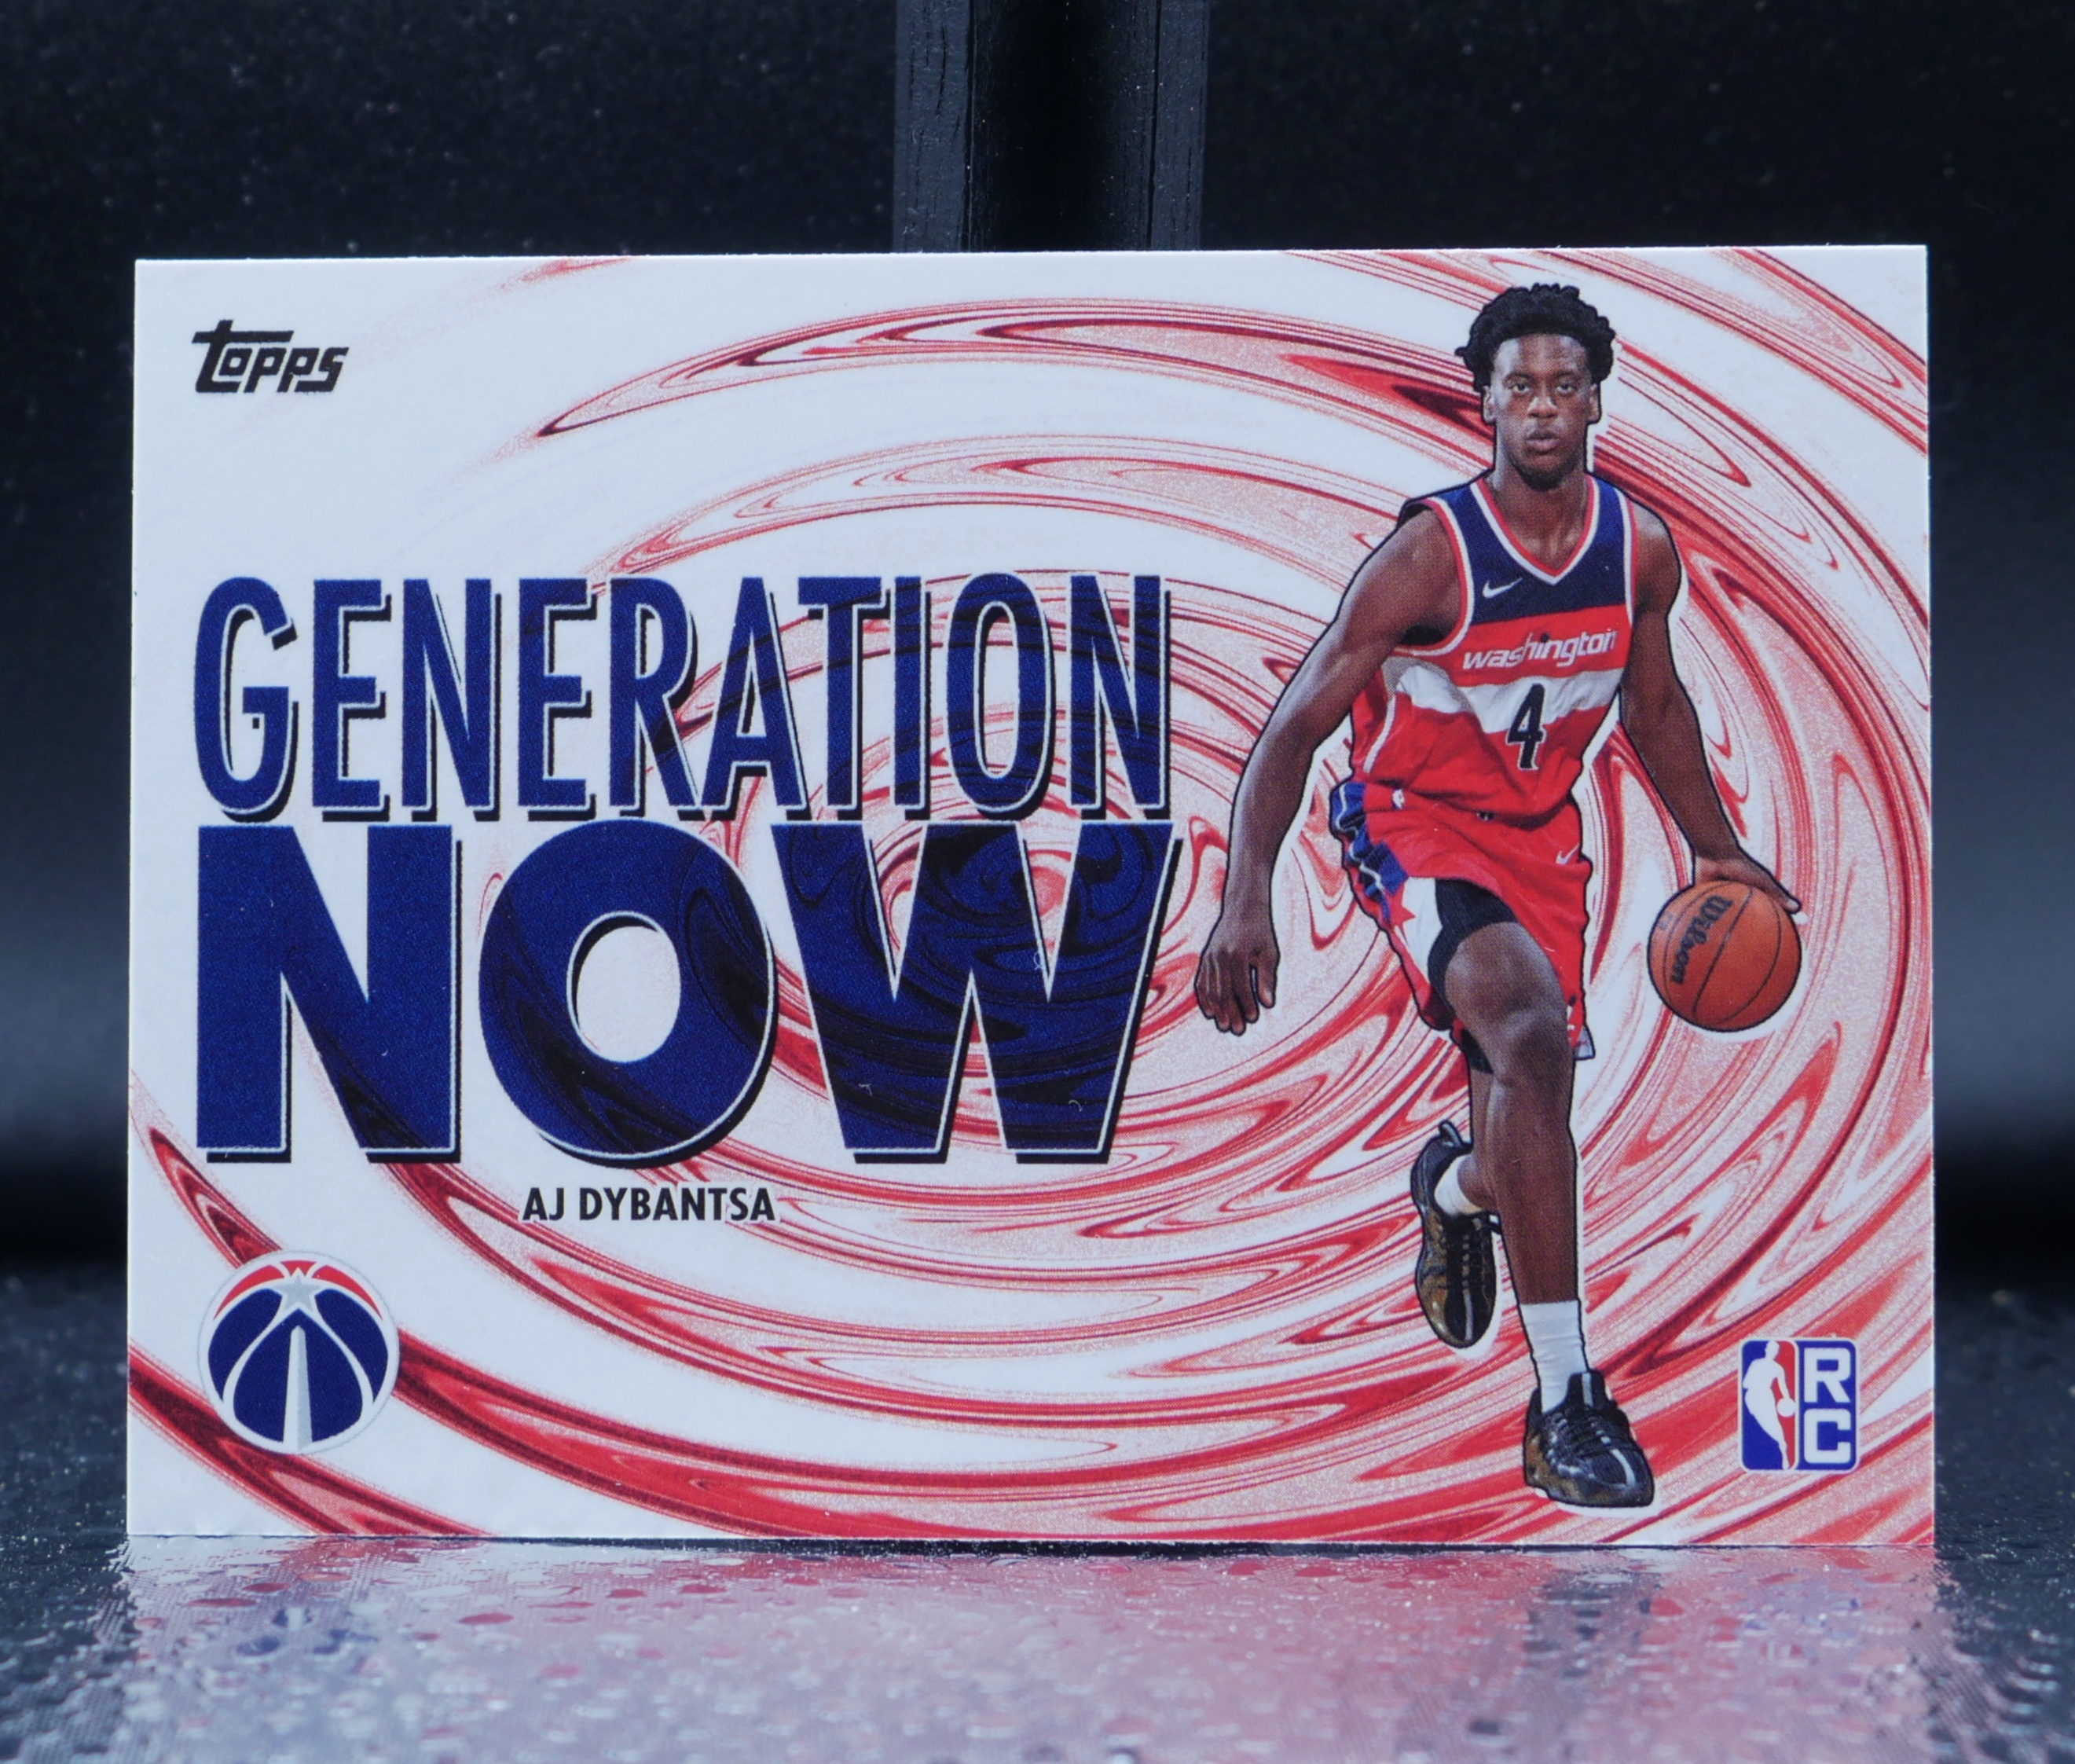 Topps
GENERATION
NOW
AJ DYBANTSA
washington
4
Wilson
RC